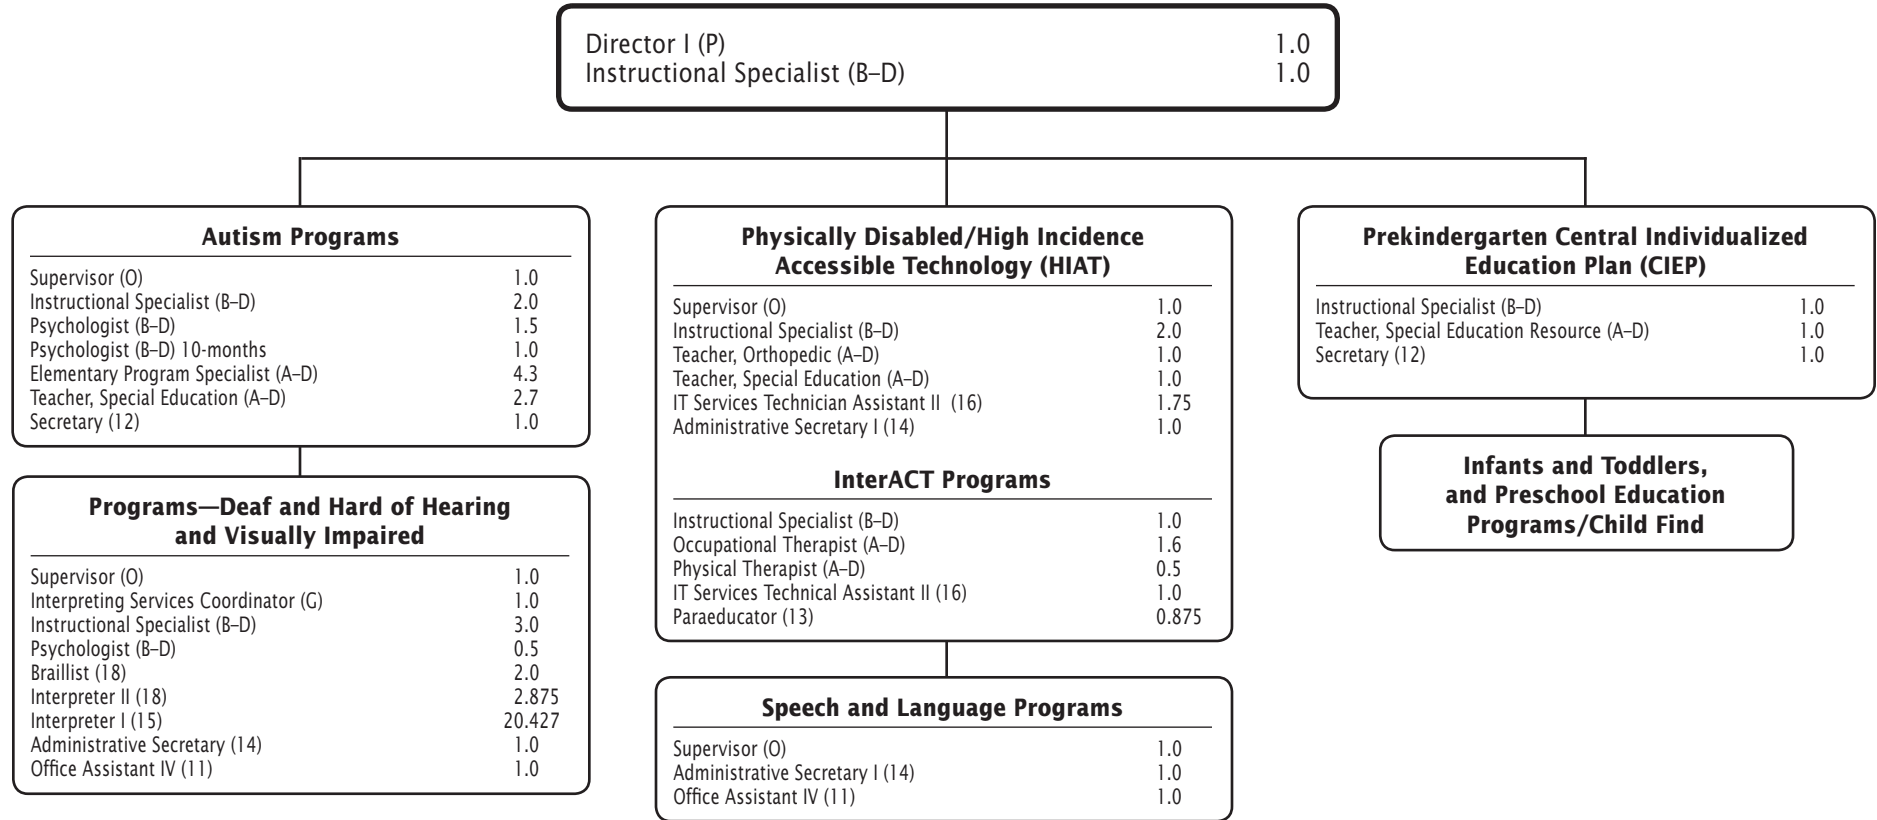 Director I (P) 1.0
Instructional Specialist (B–D) 1.0
Autism Programs
Supervisor (O) 1.0
Instructional Specialist (B–D) 2.0
Psychologist (B–D) 1.5
Psychologist (B–D) 10-months 1.0
Elementary Program Specialist (A–D) 4.3
Teacher, Special Education (A–D) 2.7
Secretary (12) 1.0
Programs—Deaf and Hard of Hearing
and Visually Impaired
Supervisor (O) 1.0
Interpreting Services Coordinator (G) 1.0
Instructional Specialist (B–D) 3.0
Psychologist (B–D) 0.5
Braillist (18) 2.0
Interpreter II (18) 2.875
Interpreter I (15) 20.427
Administrative Secretary (14) 1.0
Office Assistant IV (11) 1.0
Physically Disabled/High Incidence
Accessible Technology (HIAT)
Supervisor (O) 1.0
Instructional Specialist (B–D) 2.0
Teacher, Orthopedic (A–D) 1.0
Teacher, Special Education (A–D) 1.0
IT Services Technician Assistant II (16) 1.75
Administrative Secretary I (14) 1.0
InterACT Programs
Instructional Specialist (B–D) 1.0
Occupational Therapist (A–D) 1.6
Physical Therapist (A–D) 0.5
IT Services Technical Assistant II (16) 1.0
Paraeducator (13) 0.875
Speech and Language Programs
Supervisor (O) 1.0
Administrative Secretary I (14) 1.0
Office Assistant IV (11) 1.0
Prekindergarten Central Individualized
Education Plan (CIEP)
Instructional Specialist (B–D) 1.0
Teacher, Special Education Resource (A–D) 1.0
Secretary (12) 1.0
Infants and Toddlers,
and Preschool Education
Programs/Child Find